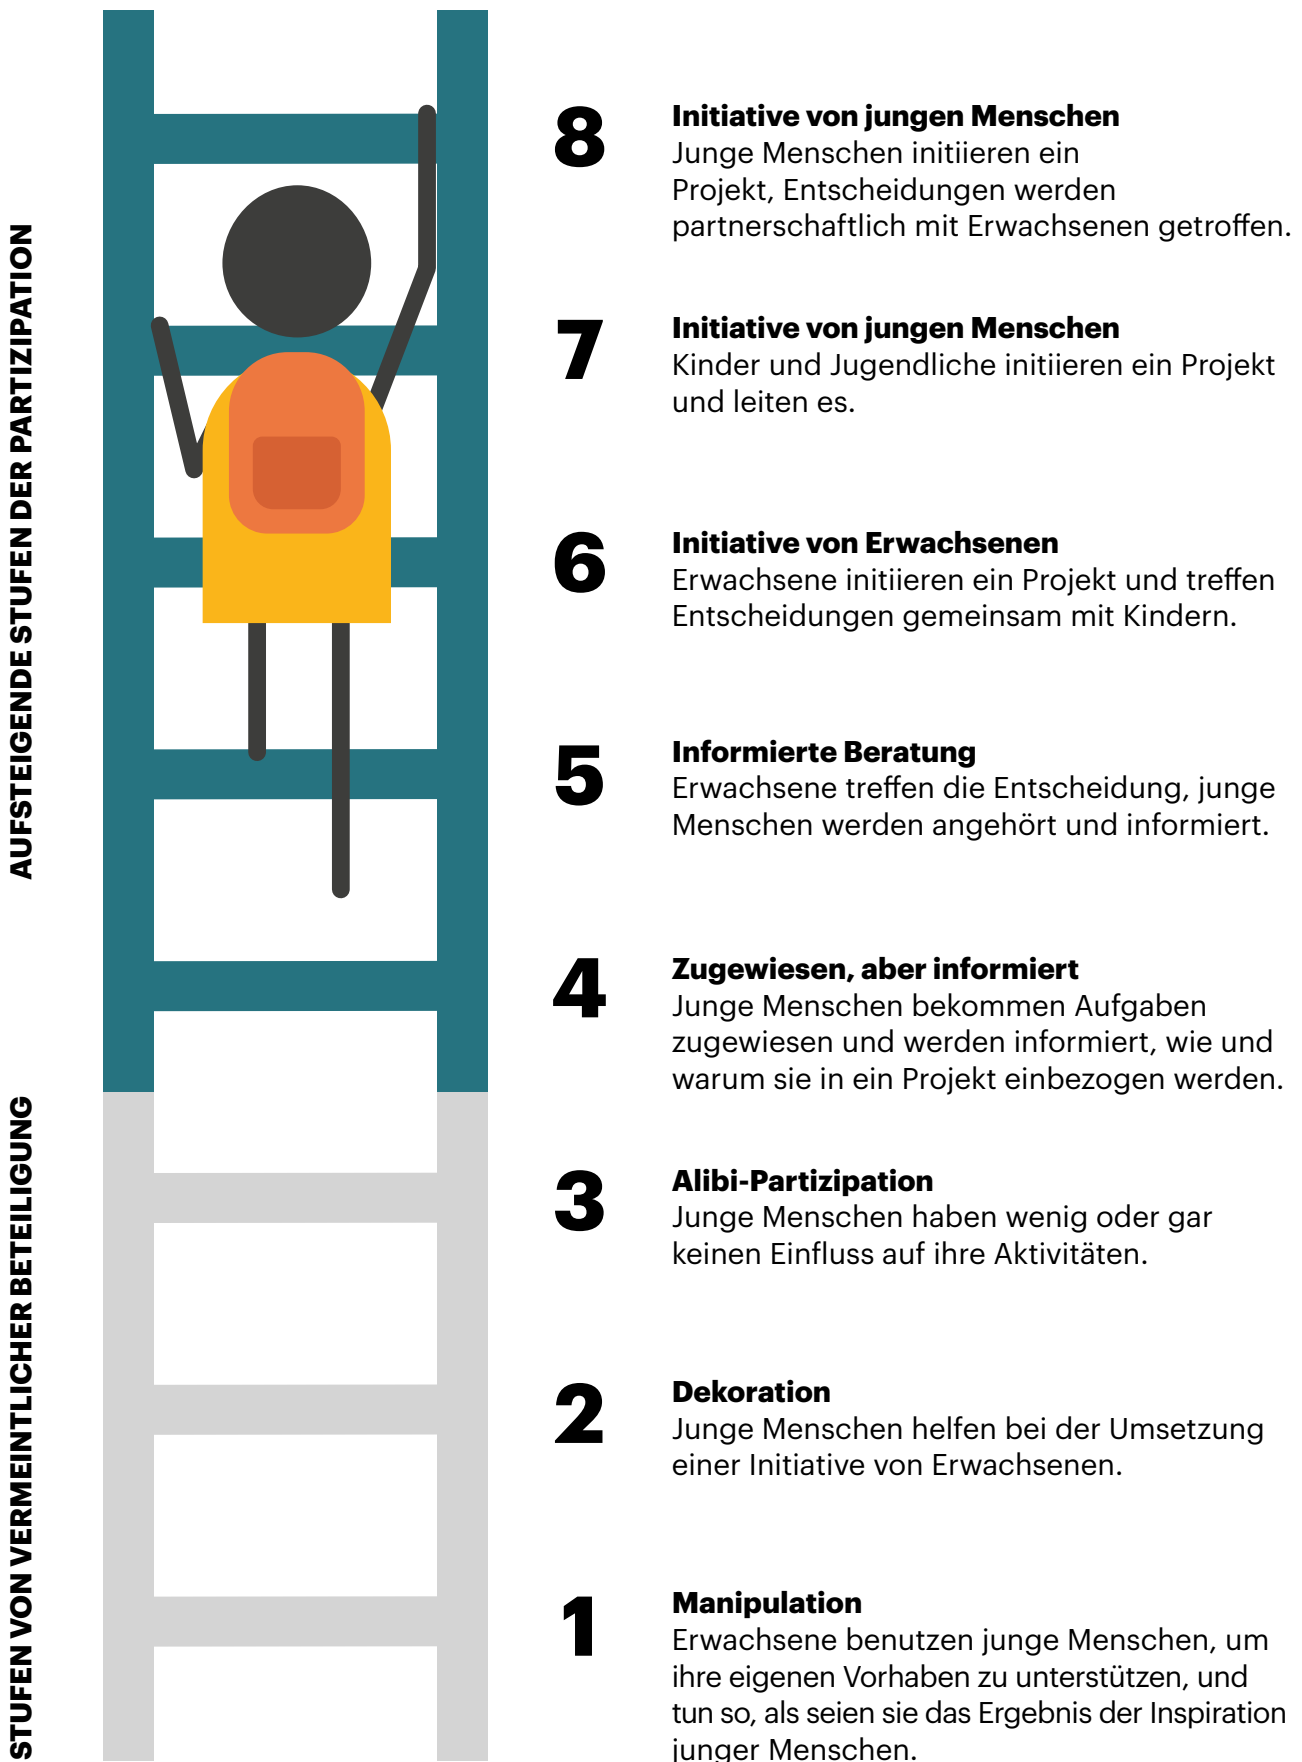 AUFSTEIGENDE STUFEN DER PARTIZIPATION
8
Initiative von jungen Menschen
Junge Menschen initiieren ein
Projekt, Entscheidungen werden
partnerschaftlich mit Erwachsenen getroffen.
7
Initiative von jungen Menschen
Kinder und Jugendliche initiieren ein Projekt
und leiten es.
6
Initiative von Erwachsenen
Erwachsene initiieren ein Projekt und treffen
Entscheidungen gemeinsam mit Kindern.
5
Informierte Beratung
Erwachsene treffen die Entscheidung, junge
Menschen werden angehört und informiert.
4
Zugewiesen, aber informiert
Junge Menschen bekommen Aufgaben
zugewiesen und werden informiert, wie und
warum sie in ein Projekt einbezogen werden.
STUFEN VON VERMEINTLICHER BETEILIGUNG
3
Alibi-Partizipation
Junge Menschen haben wenig oder gar
keinen Einfluss auf ihre Aktivitäten.
2
Dekoration
Junge Menschen helfen bei der Umsetzung
einer Initiative von Erwachsenen.
1
Manipulation
Erwachsene benutzen junge Menschen, um
ihre eigenen Vorhaben zu unterstützen, und
tun so, als seien sie das Ergebnis der Inspiration
junger Menschen.